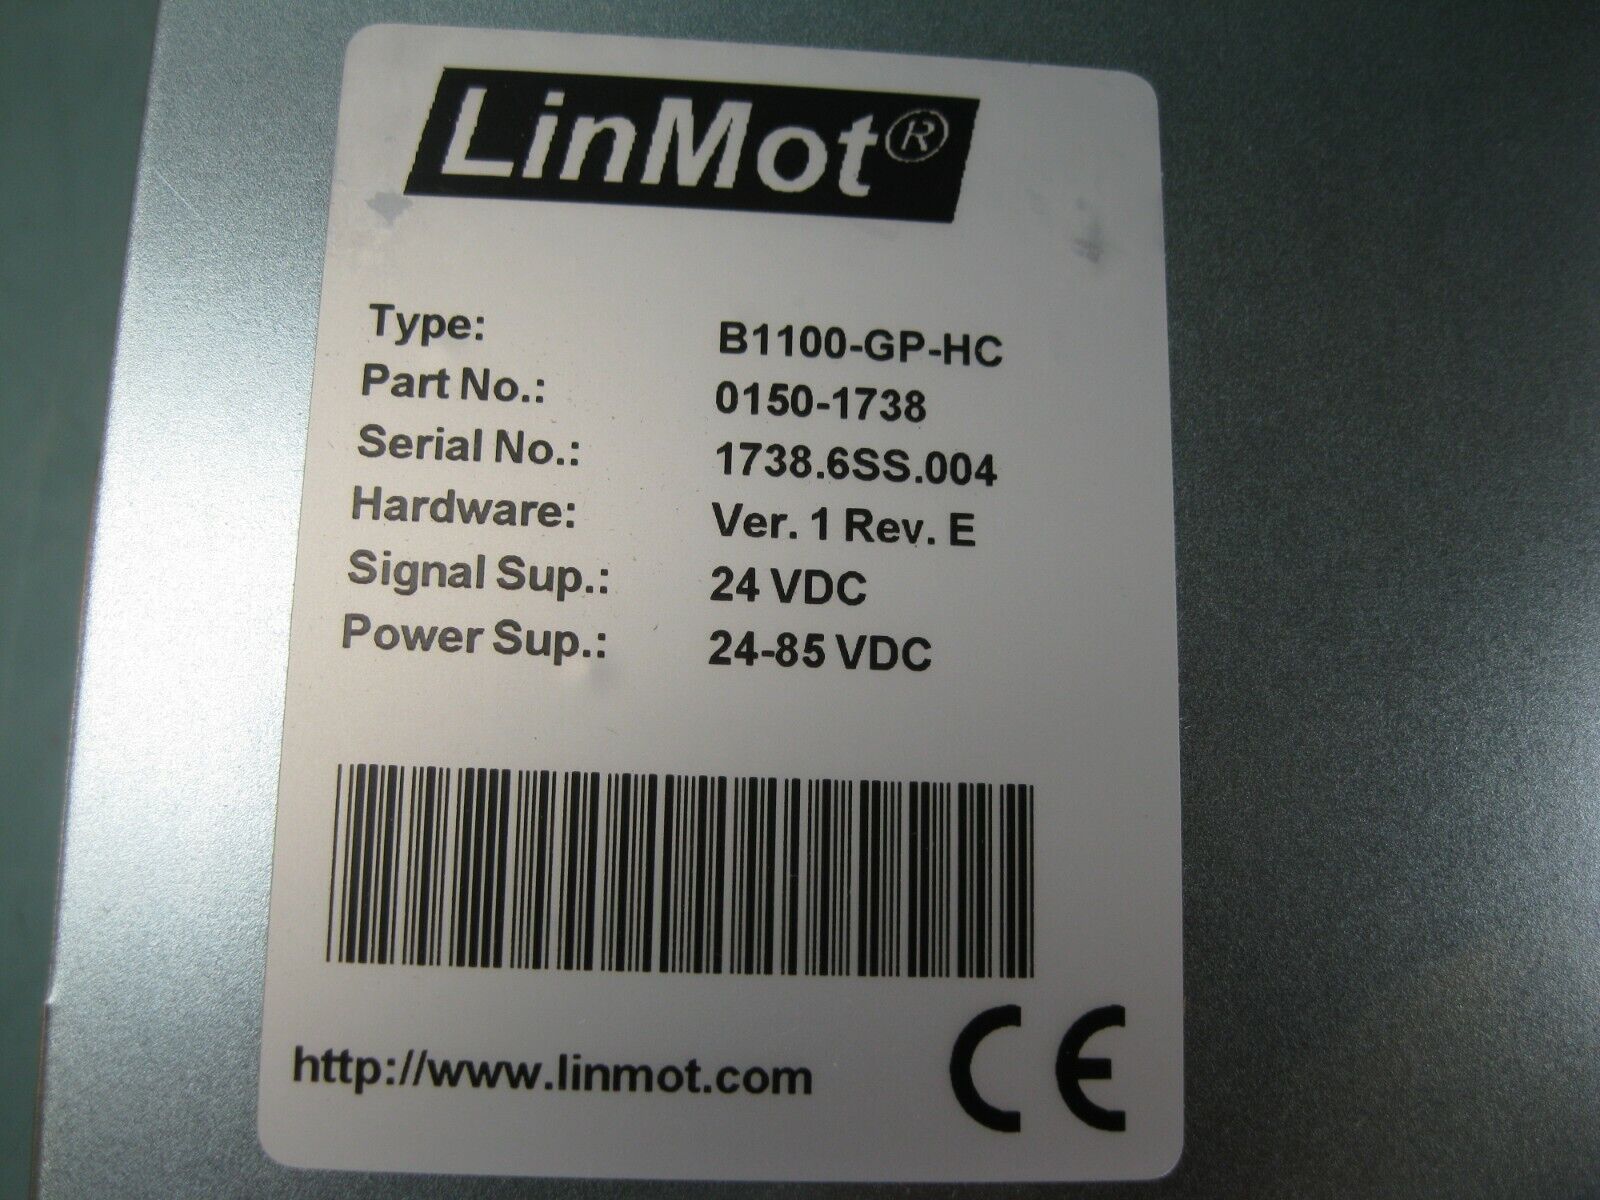 LinMot®
Type: B1100-GP-HC
Part No.: 0150-1738
Serial No.: 1738.6SS.004
Hardware: Ver. 1 Rev. E
Signal Sup.: 24 VDC
Power Sup.: 24-85 VDC
http://www.linmot.com CE